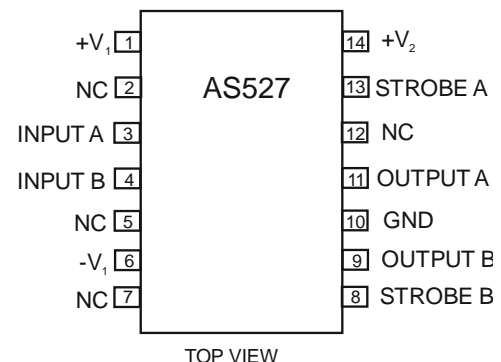 +V₁ 1 14 +V₂
NC 2 AS527 13 STROBE A
INPUT A 3 12 NC
INPUT B 4 11 OUTPUT A
NC 5 10 GND
-V₁ 6 9 OUTPUT B
NC 7 8 STROBE B
TOP VIEW